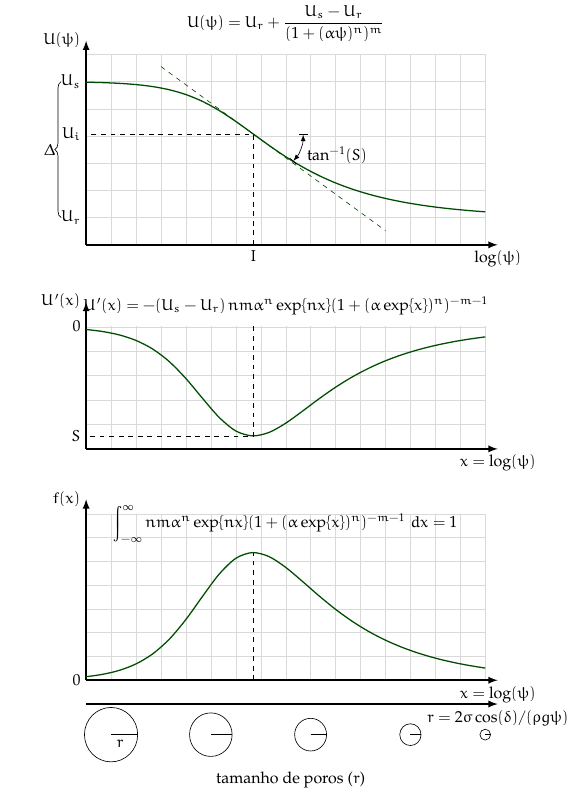 U(ψ) = U_r + (U_s − U_r)/(1 + (αψ)^n)^m
U(ψ)
U_s
U_i
Δ
tan^−1(S)
U_r
I
log(ψ)
U′(x)
U′(x) = −(U_s − U_r) nmα^n exp{nx}(1 + (α exp{x})^n)^−m−1
0
S
x = log(ψ)
f(x)
∫_−∞^∞ nmα^n exp{nx}(1 + (α exp{x})^n)^−m−1 dx = 1
0
x = log(ψ)
r = 2σ cos(δ)/(ρgψ)
r
tamanho de poros (r)